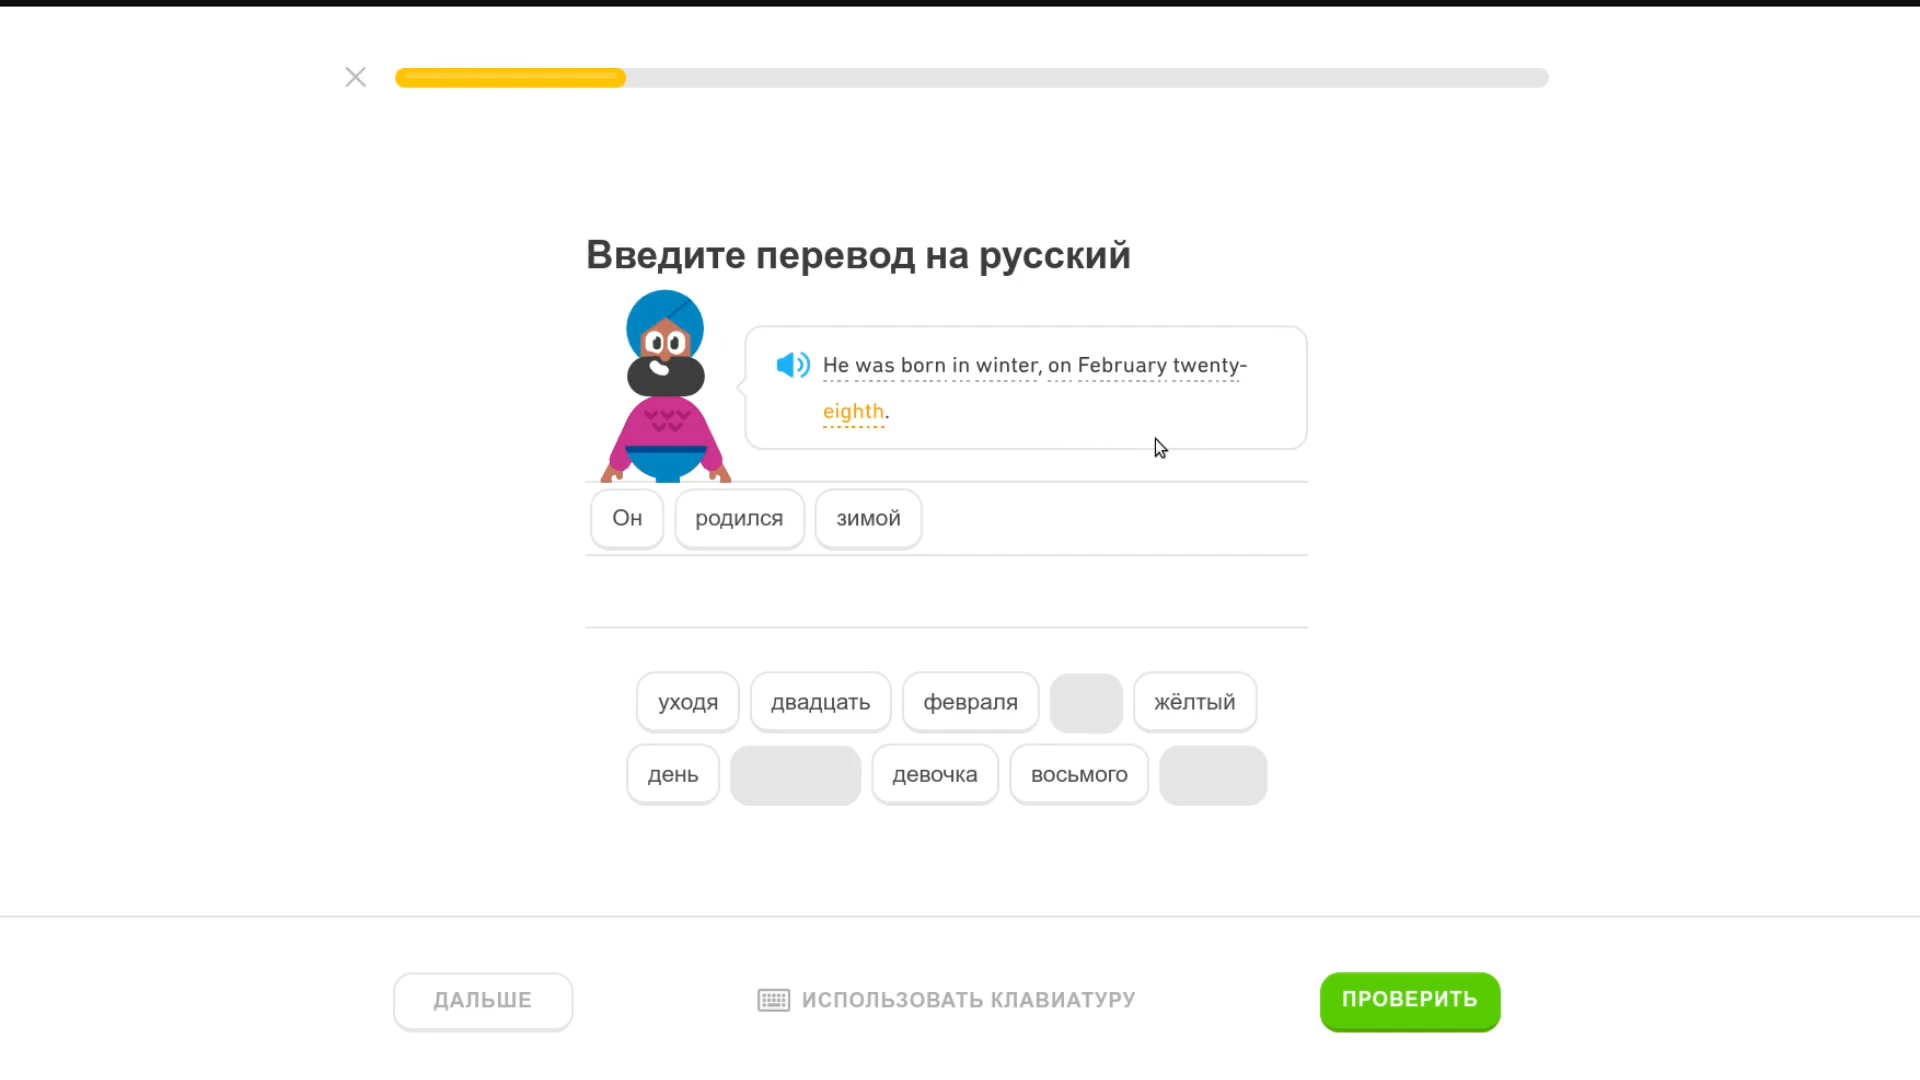 Введите перевод на русский
He was born in winter, on February twenty-
eighth.
Он родился зимой
уходя двадцать февраля жёлтый
день девочка восьмого
ДАЛЬШЕ ИСПОЛЬЗОВАТЬ КЛАВИАТУРУ ПРОВЕРИТЬ